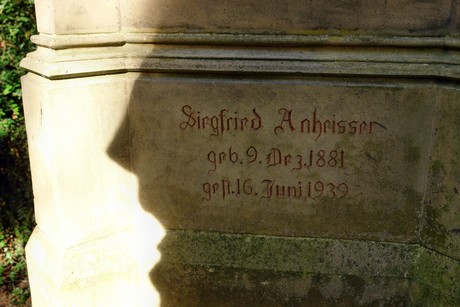 Siegfried Anheisser
geb. 9. Dez. 1881
gest. 16. Juni 1939